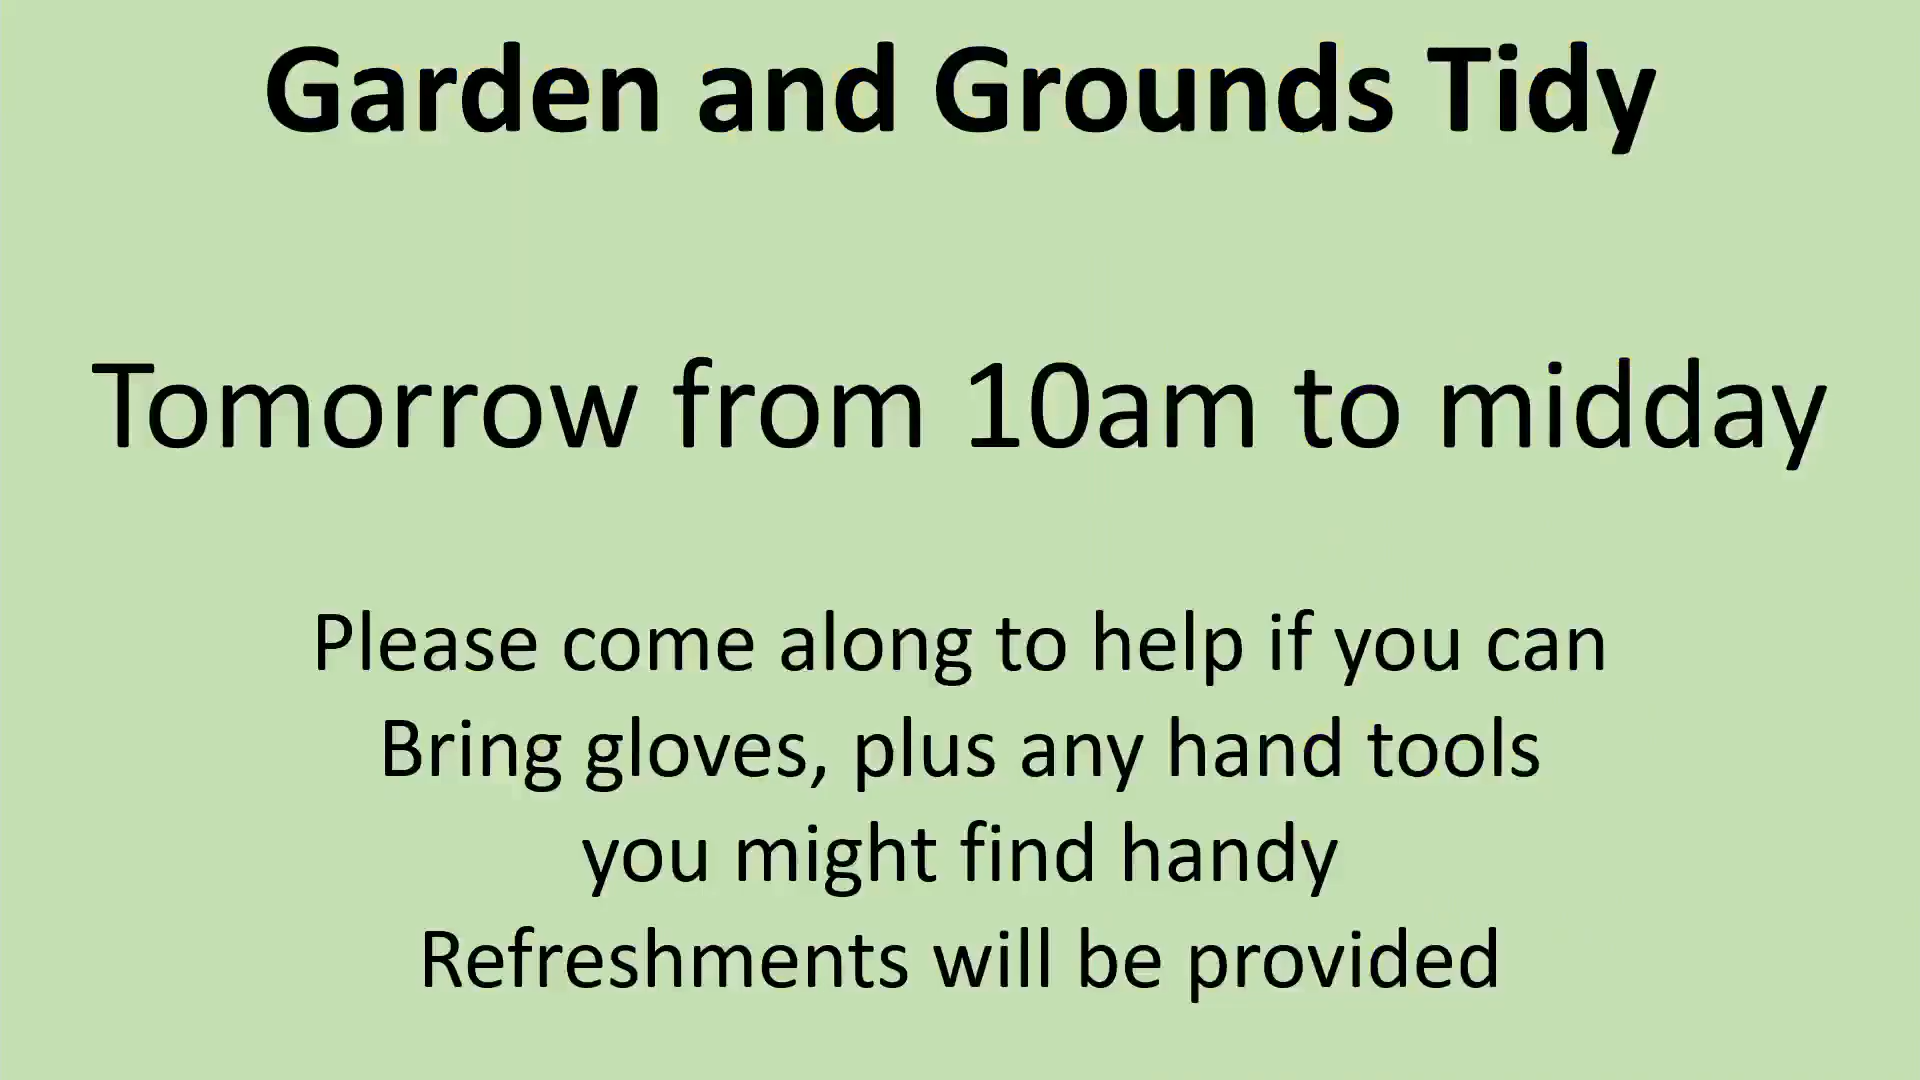 Garden and Grounds Tidy
Tomorrow from 10am to midday
Please come along to help if you can
Bring gloves, plus any hand tools
you might find handy
Refreshments will be provided